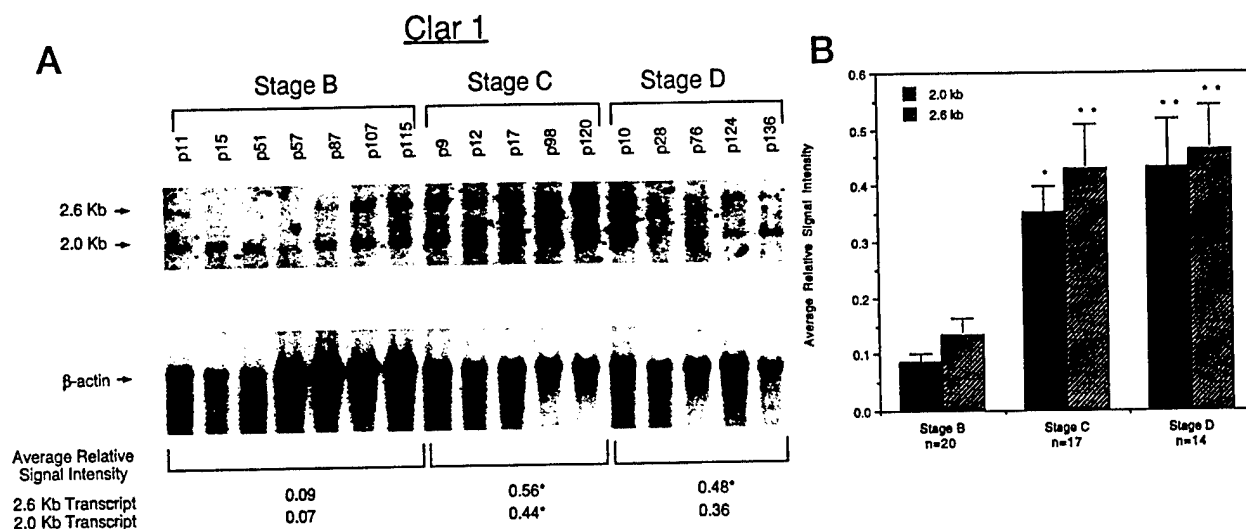 Clar 1
A
Stage B Stage C Stage D
p11 p15 p51 p57 p87 p107 p115 p9 p12 p17 p98 p120 p10 p28 p76 p124 p136
2.6 Kb
2.0 Kb
β-actin
Average Relative
Signal Intensity
2.6 Kb Transcript 0.09 0.56* 0.48*
2.0 Kb Transcript 0.07 0.44* 0.36
B
Average Relative Signal Intensity
0.6
0.5
0.4
0.3
0.2
0.1
0.0
2.0 kb
2.6 kb
* ** ** **
Stage B Stage C Stage D
n=20 n=17 n=14